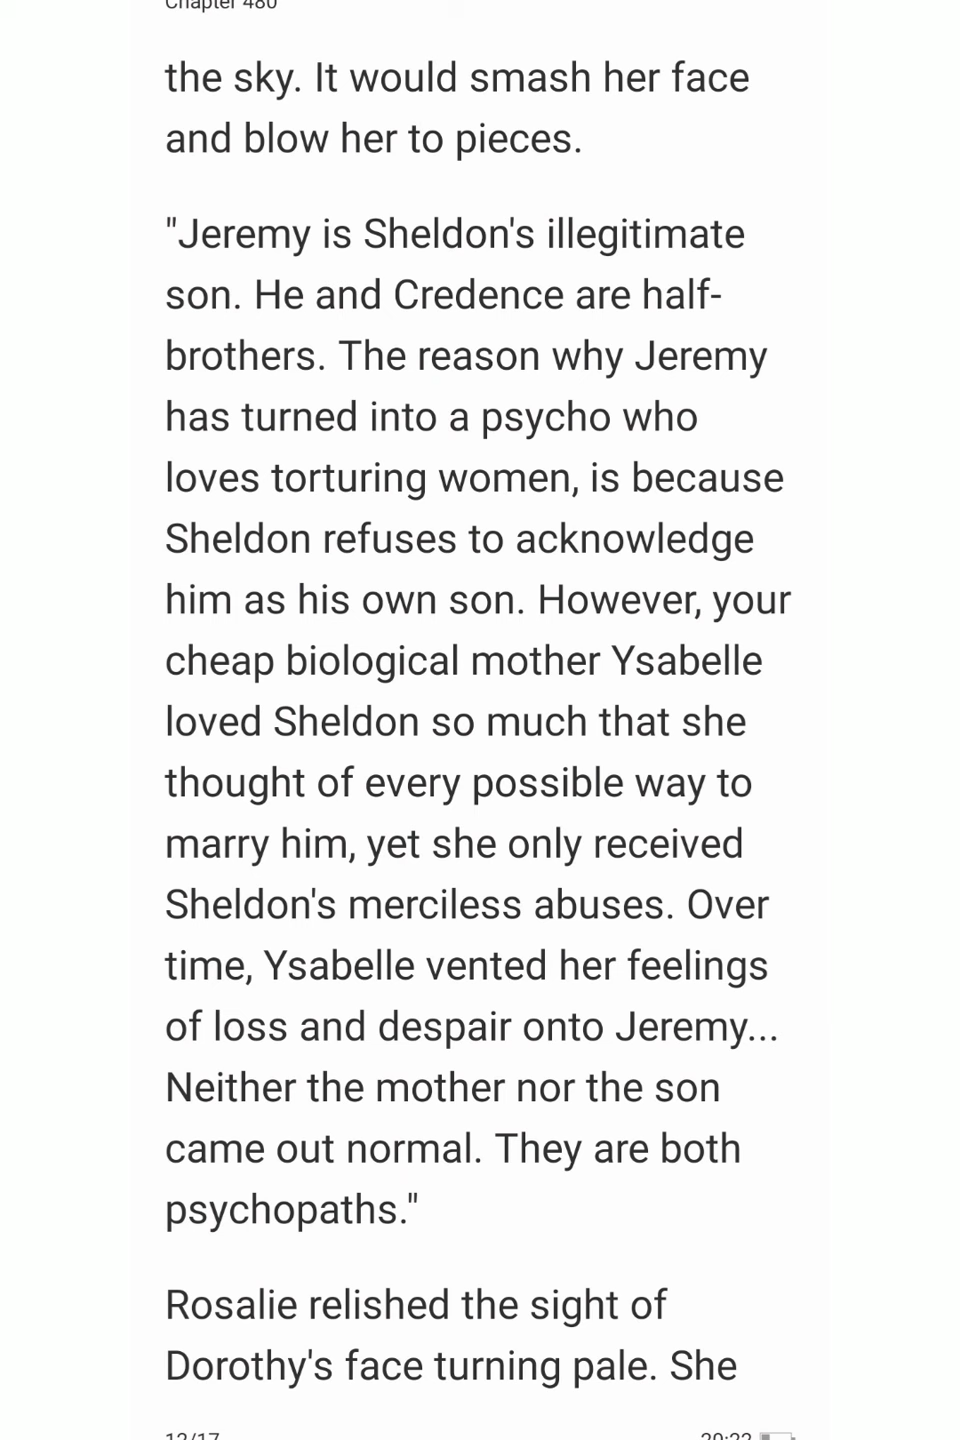 Chapter 480
the sky. It would smash her face
and blow her to pieces.
"Jeremy is Sheldon's illegitimate
son. He and Credence are half-
brothers. The reason why Jeremy
has turned into a psycho who
loves torturing women, is because
Sheldon refuses to acknowledge
him as his own son. However, your
cheap biological mother Ysabelle
loved Sheldon so much that she
thought of every possible way to
marry him, yet she only received
Sheldon's merciless abuses. Over
time, Ysabelle vented her feelings
of loss and despair onto Jeremy...
Neither the mother nor the son
came out normal. They are both
psychopaths."
Rosalie relished the sight of
Dorothy's face turning pale. She
12/17